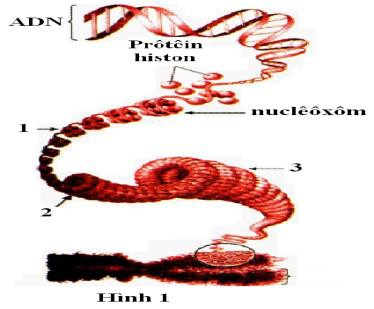 ADN
Prôtêin
histon
nuclêôxôm
1
3
2
Hình 1